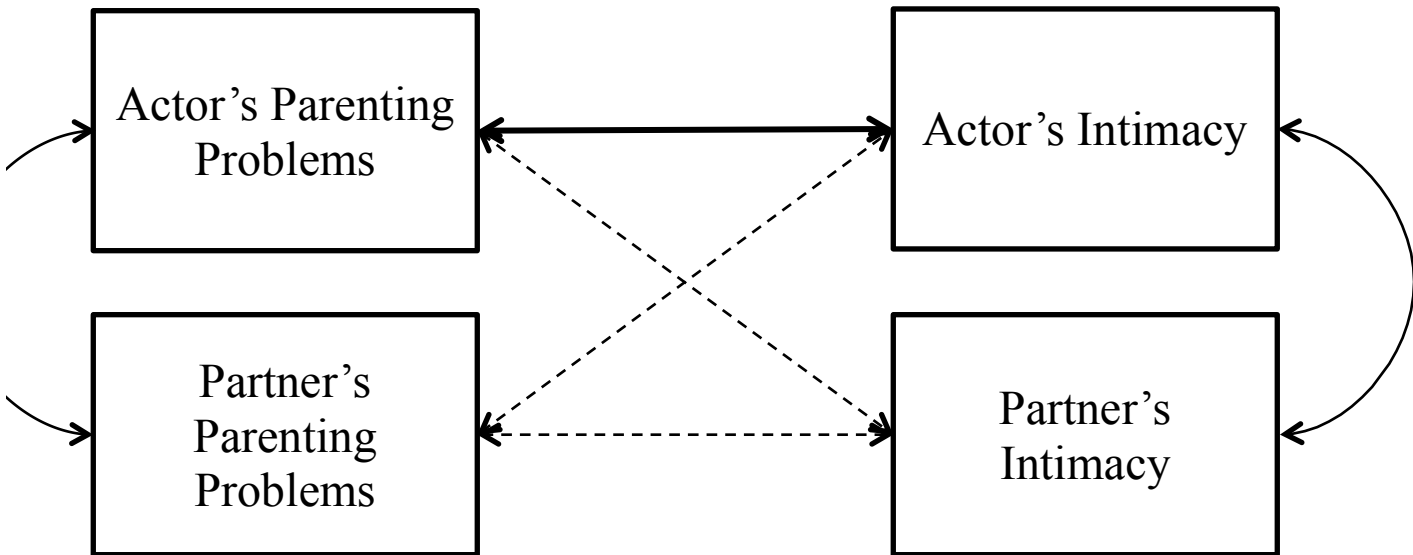 Actor’s Parenting
Problems
Actor’s Intimacy
Partner’s
Parenting
Problems
Partner’s
Intimacy